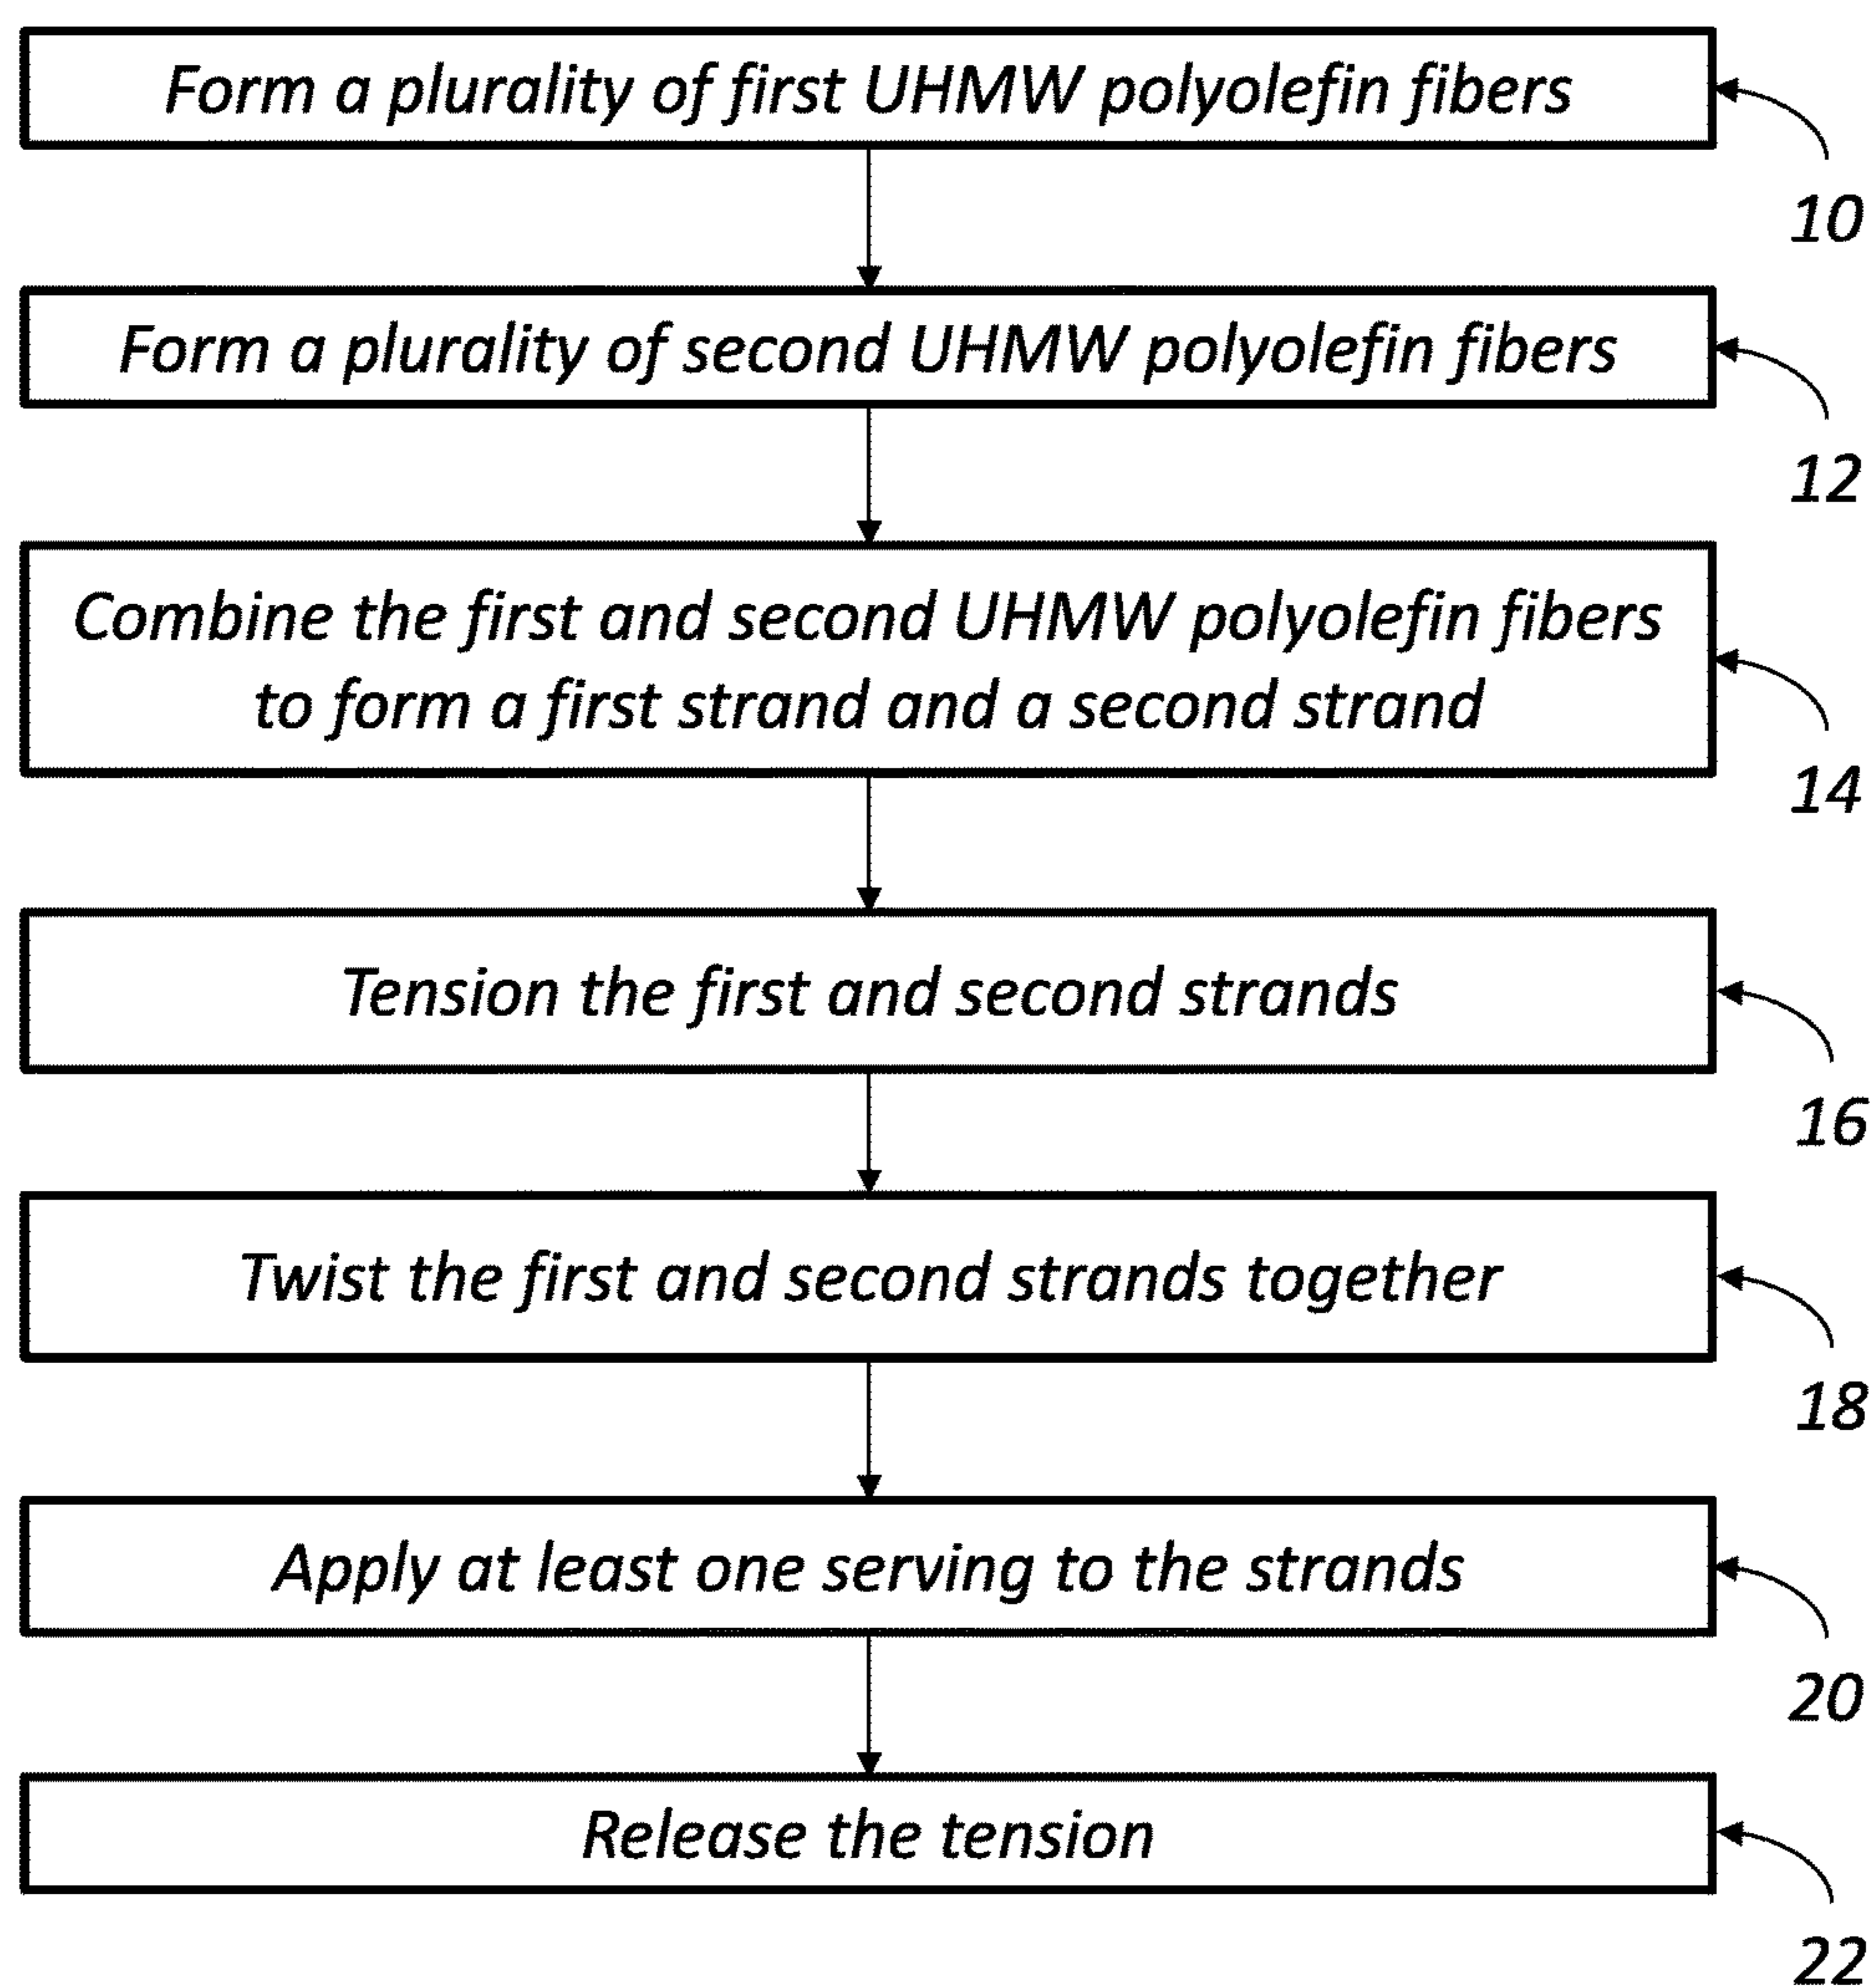 Form a plurality of first UHMW polyolefin fibers
10
Form a plurality of second UHMW polyolefin fibers
12
Combine the first and second UHMW polyolefin fibers
to form a first strand and a second strand
14
Tension the first and second strands
16
Twist the first and second strands together
18
Apply at least one serving to the strands
20
Release the tension
22